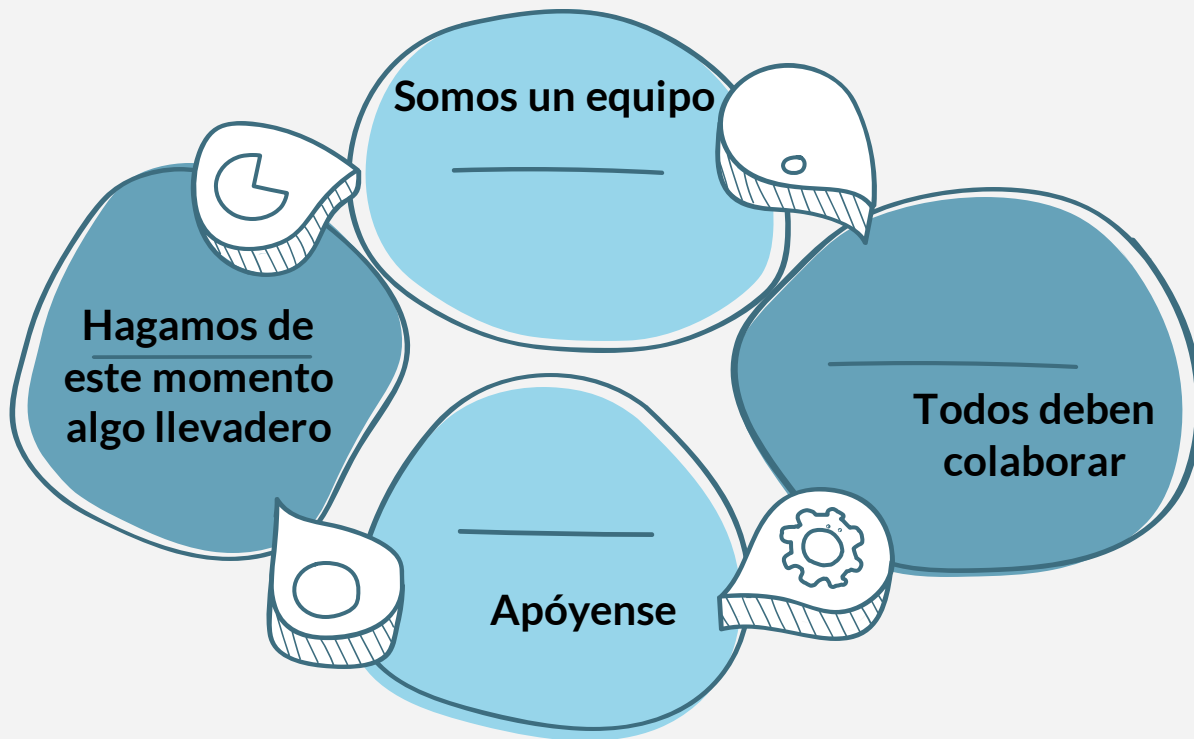 Somos un equipo
Hagamos de
este momento
algo llevadero
Todos deben
colaborar
Apóyense